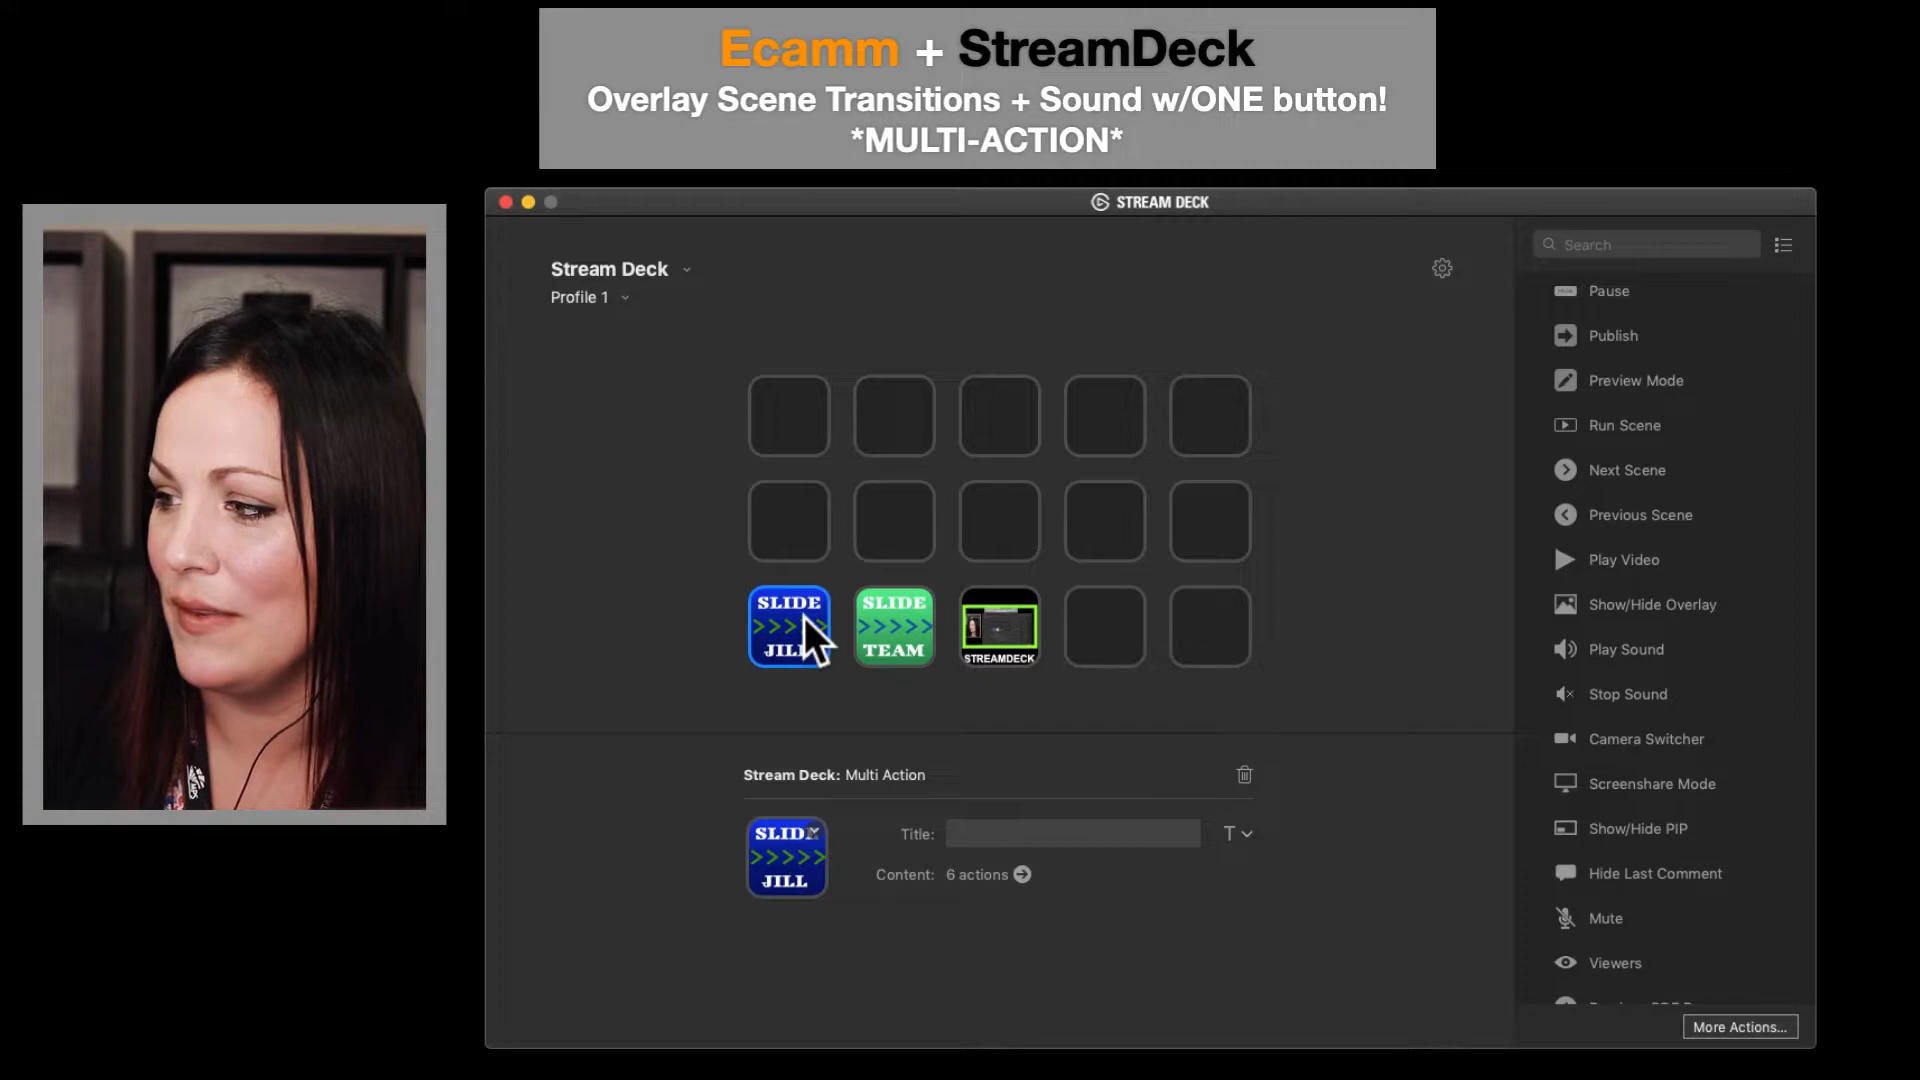 Ecamm + StreamDeck
Overlay Scene Transitions + Sound w/ONE button!
*MULTI-ACTION*
STREAM DECK
Search
Stream Deck
Profile 1
Pause
Publish
Preview Mode
Run Scene
Next Scene
Previous Scene
Play Video
Show/Hide Overlay
Play Sound
Stop Sound
Camera Switcher
Screenshare Mode
Show/Hide PIP
Hide Last Comment
Mute
Viewers
SLIDE
>>>>>
JILL
SLIDE
>>>>>
TEAM
STREAMDECK
Stream Deck: Multi Action
SLIDE
>>>>>
JILL
Title:
T
Content: 6 actions
More Actions...